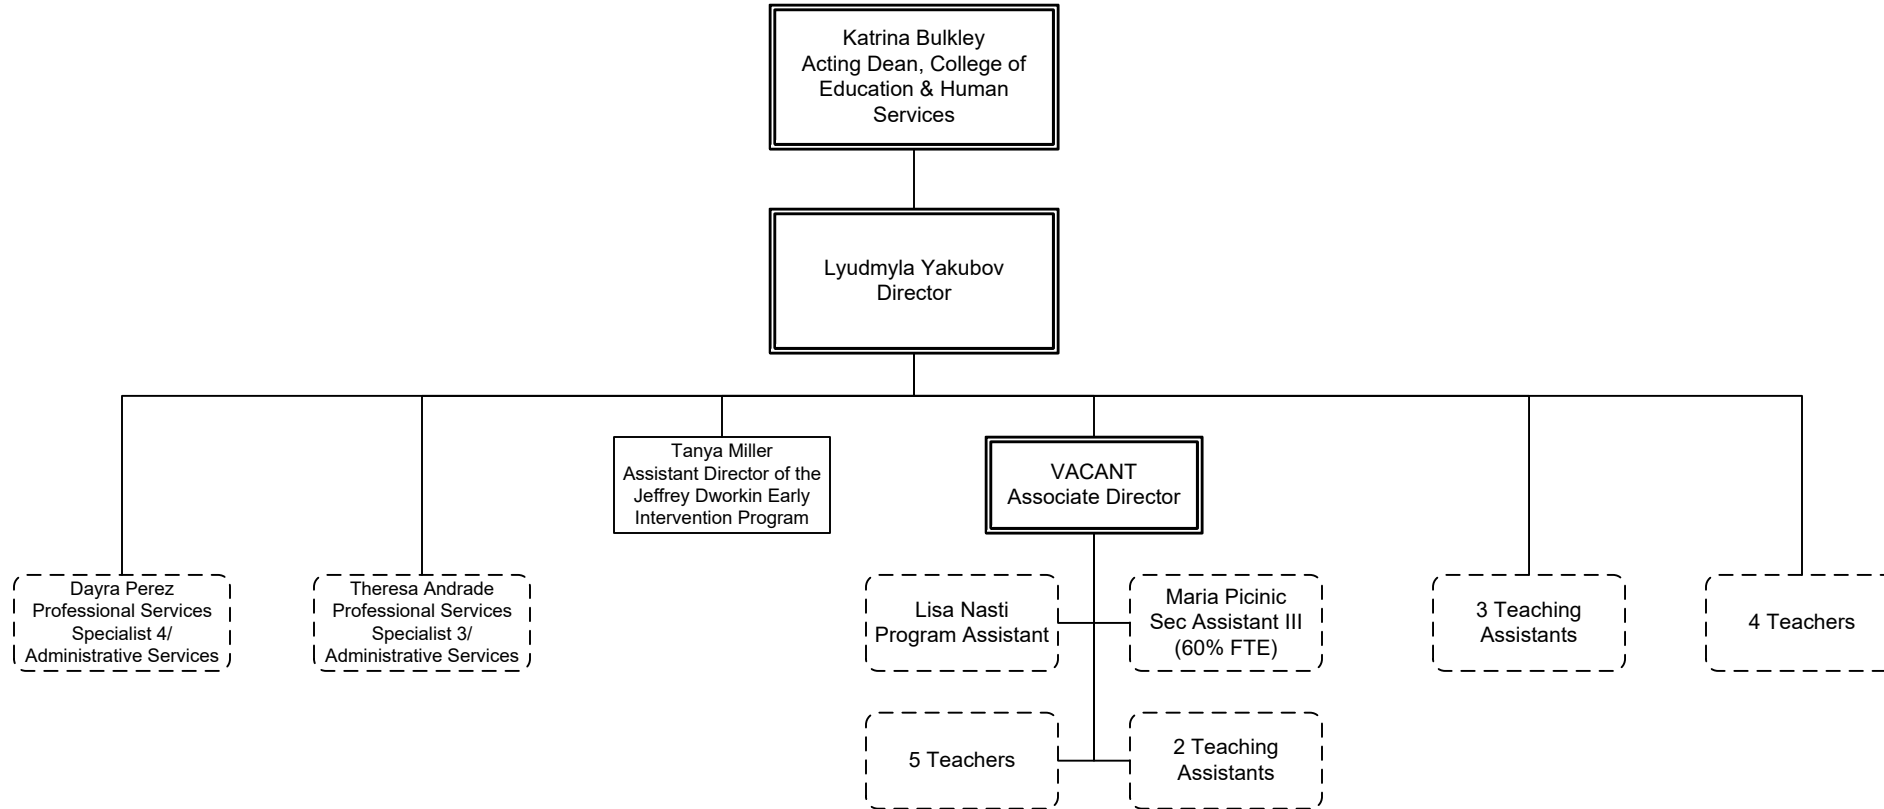 Katrina Bulkley
Acting Dean, College of
Education & Human
Services
Lyudmyla Yakubov
Director
Tanya Miller
Assistant Director of the
Jeffrey Dworkin Early
Intervention Program
VACANT
Associate Director
Dayra Perez
Professional Services
Specialist 4/
Administrative Services
Theresa Andrade
Professional Services
Specialist 3/
Administrative Services
Lisa Nasti
Program Assistant
Maria Picinic
Sec Assistant III
(60% FTE)
3 Teaching
Assistants
4 Teachers
5 Teachers
2 Teaching
Assistants